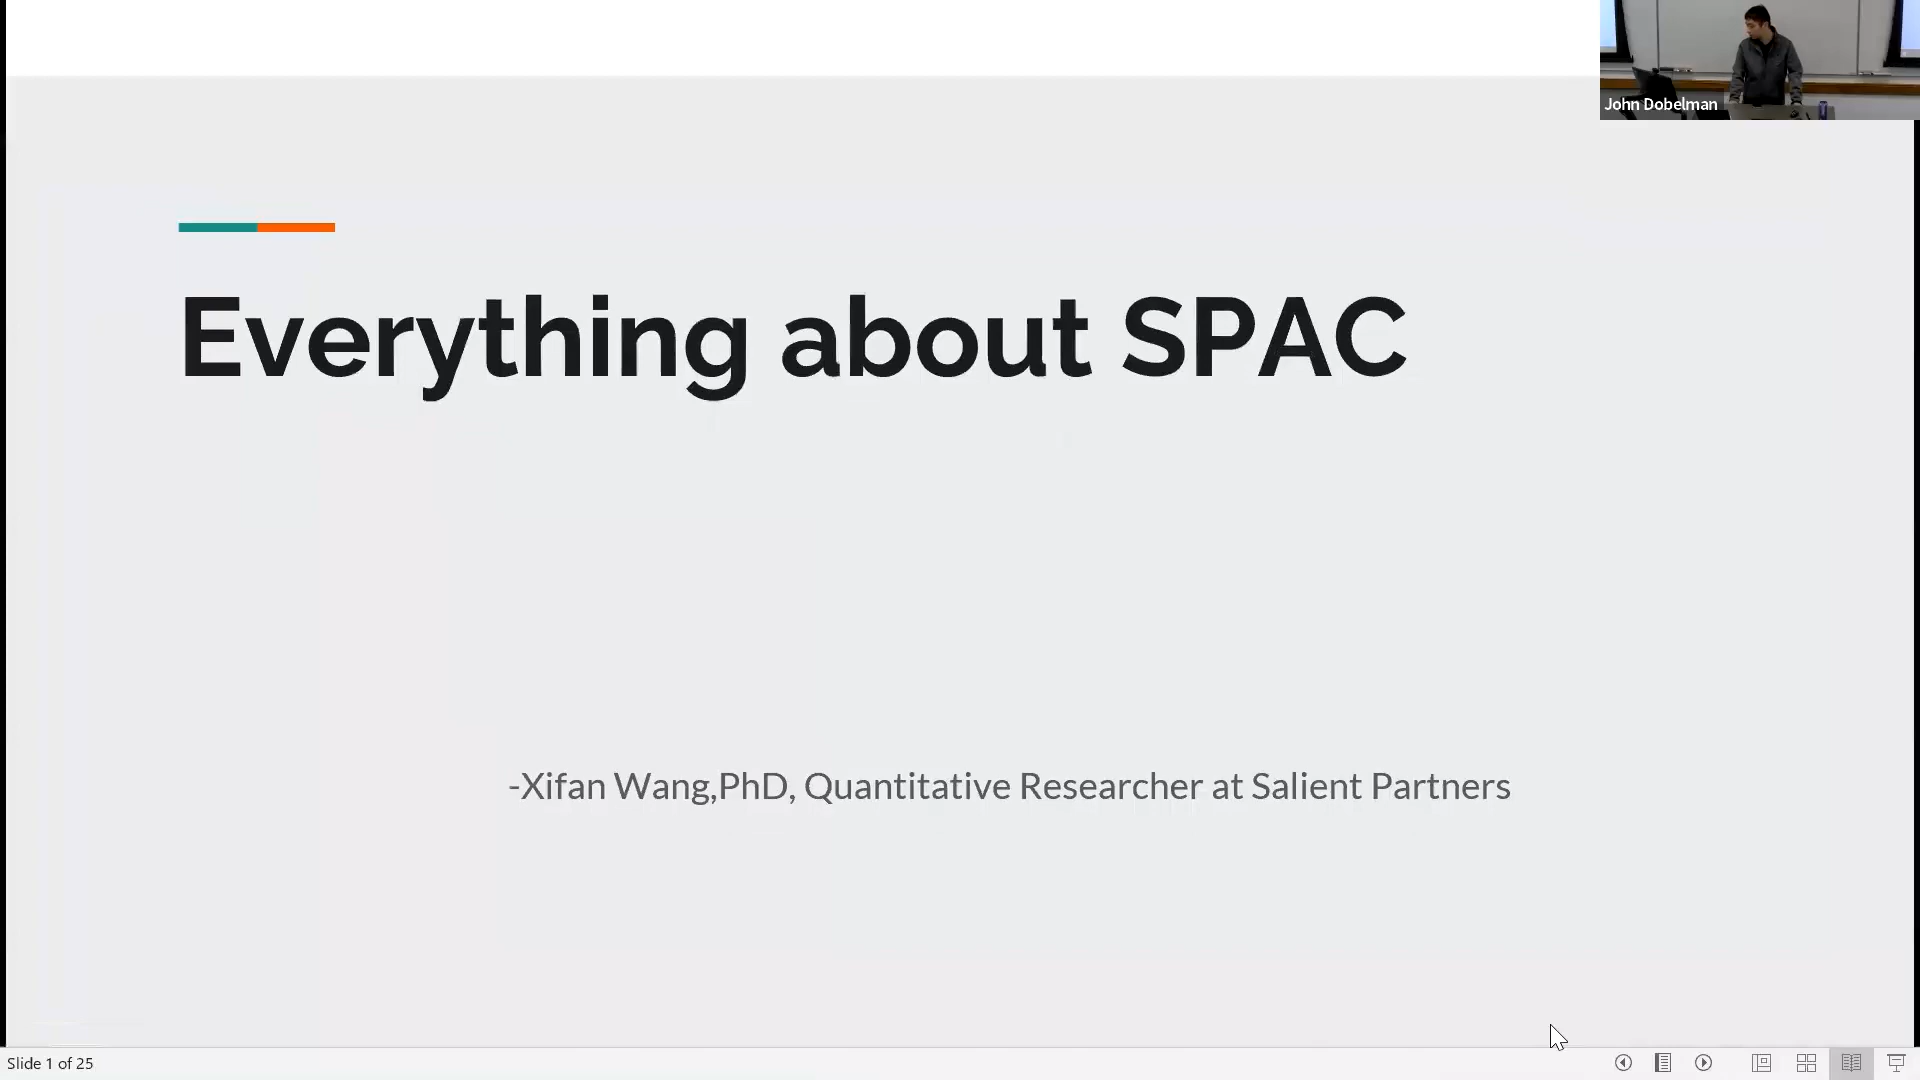 John Dobelman
Everything about SPAC
-Xifan Wang,PhD, Quantitative Researcher at Salient Partners
Slide 1 of 25